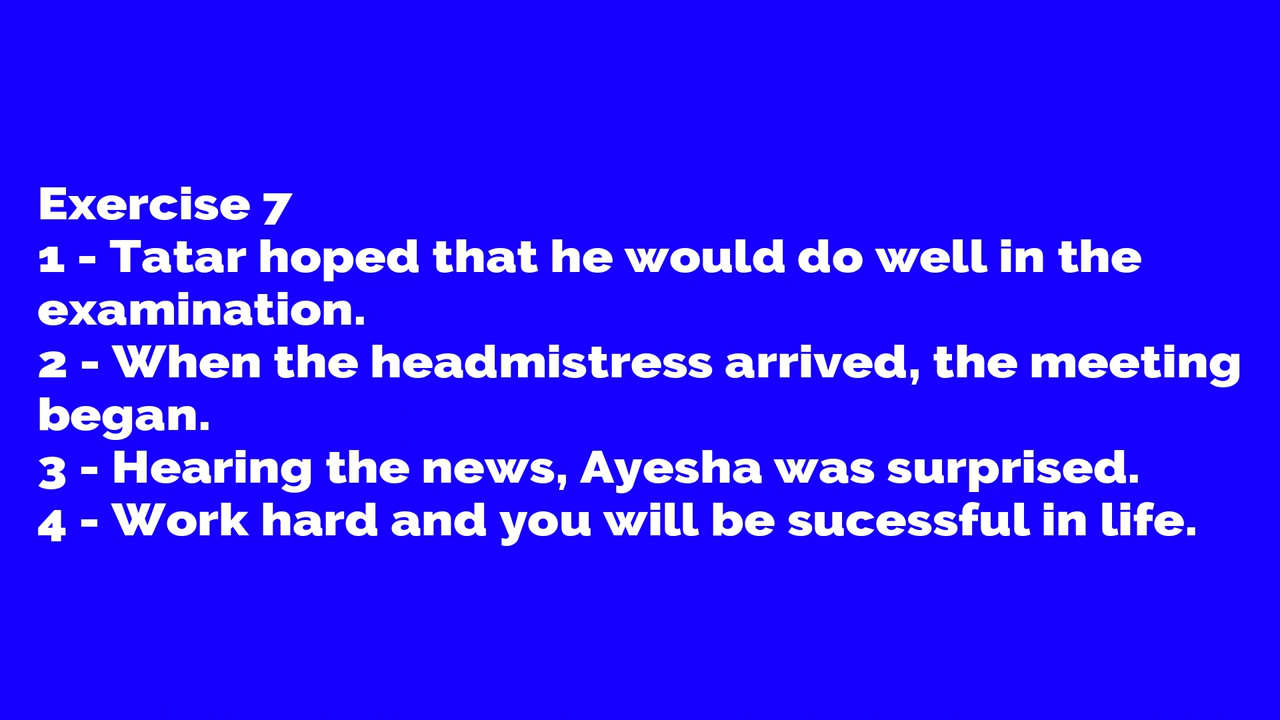 Exercise 7
1 - Tatar hoped that he would do well in the
examination.
2 - When the headmistress arrived, the meeting
began.
3 - Hearing the news, Ayesha was surprised.
4 - Work hard and you will be sucessful in life.